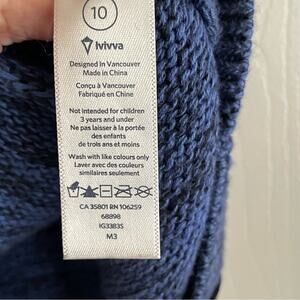 10
ivivva
Designed in Vancouver
Made in China
Conçu à Vancouver
Fabriqué en Chine
Not intended for children
3 years and under
Ne pas laisser à la portée
des enfants
de trois ans et moins
Wash with like colours only
Laver avec des couleurs
similaires seulement
CA 35801 RN 106259
68898
IG33B3S
M3